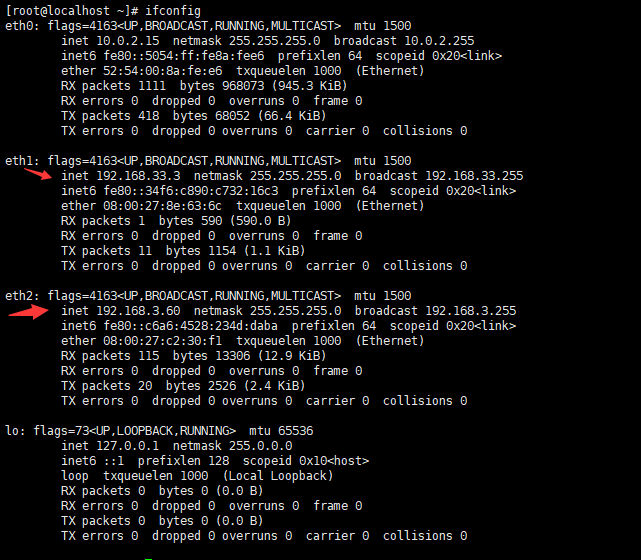 [root@localhost ~]# ifconfig
eth0: flags=4163<UP,BROADCAST,RUNNING,MULTICAST>  mtu 1500
        inet 10.0.2.15  netmask 255.255.255.0  broadcast 10.0.2.255
        inet6 fe80::5054:ff:fe8a:fee6  prefixlen 64  scopeid 0x20<link>
        ether 52:54:00:8a:fe:e6  txqueuelen 1000  (Ethernet)
        RX packets 1111  bytes 968073 (945.3 KiB)
        RX errors 0  dropped 0  overruns 0  frame 0
        TX packets 418  bytes 68052 (66.4 KiB)
        TX errors 0  dropped 0 overruns 0  carrier 0  collisions 0

eth1: flags=4163<UP,BROADCAST,RUNNING,MULTICAST>  mtu 1500
        inet 192.168.33.3  netmask 255.255.255.0  broadcast 192.168.33.255
        inet6 fe80::34f6:c890:c732:16c3  prefixlen 64  scopeid 0x20<link>
        ether 08:00:27:8e:63:6c  txqueuelen 1000  (Ethernet)
        RX packets 1  bytes 590 (590.0 B)
        RX errors 0  dropped 0  overruns 0  frame 0
        TX packets 11  bytes 1154 (1.1 KiB)
        TX errors 0  dropped 0 overruns 0  carrier 0  collisions 0

eth2: flags=4163<UP,BROADCAST,RUNNING,MULTICAST>  mtu 1500
        inet 192.168.3.60  netmask 255.255.255.0  broadcast 192.168.3.255
        inet6 fe80::c6a6:4528:234d:daba  prefixlen 64  scopeid 0x20<link>
        ether 08:00:27:c2:30:f1  txqueuelen 1000  (Ethernet)
        RX packets 115  bytes 13306 (12.9 KiB)
        RX errors 0  dropped 0  overruns 0  frame 0
        TX packets 20  bytes 2526 (2.4 KiB)
        TX errors 0  dropped 0 overruns 0  carrier 0  collisions 0

lo: flags=73<UP,LOOPBACK,RUNNING>  mtu 65536
        inet 127.0.0.1  netmask 255.0.0.0
        inet6 ::1  prefixlen 128  scopeid 0x10<host>
        loop  txqueuelen 1000  (Local Loopback)
        RX packets 0  bytes 0 (0.0 B)
        RX errors 0  dropped 0  overruns 0  frame 0
        TX packets 0  bytes 0 (0.0 B)
        TX errors 0  dropped 0 overruns 0  carrier 0  collisions 0